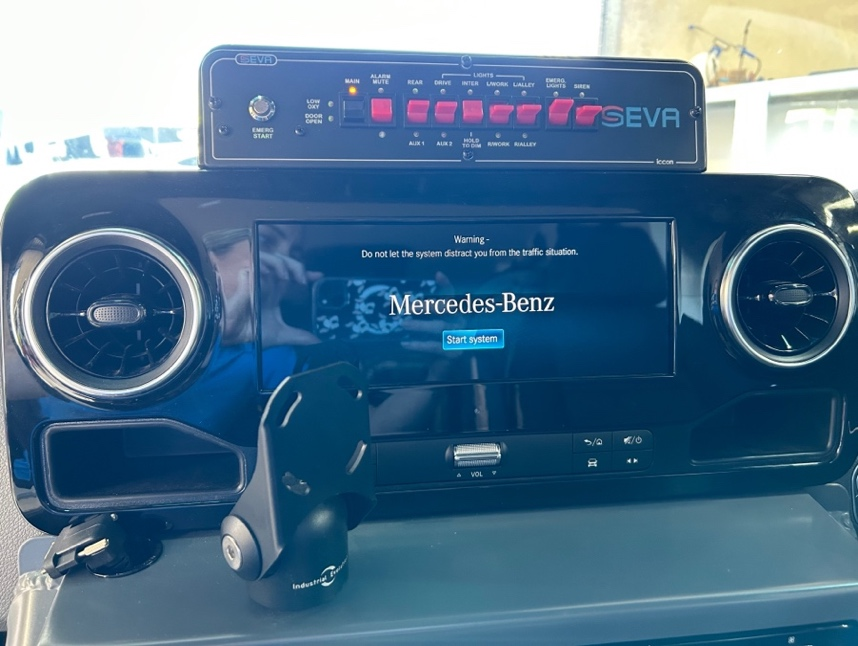 SEVA
MAIN
ALARM
MUTE
REAR
DRIVE
LIGHTS
INTER
L/WORK
L/ALLEY
EMERG.
LIGHTS
SIREN
LOW
OXY
DOOR
OPEN
EMERG
START
AUX 1
AUX 2
HOLD
TO DIM
R/WORK
R/ALLEY
SEVA
iccon
Warning -
Do not let the system distract you from the traffic situation.
Mercedes-Benz
Start system
VOL
Industrial